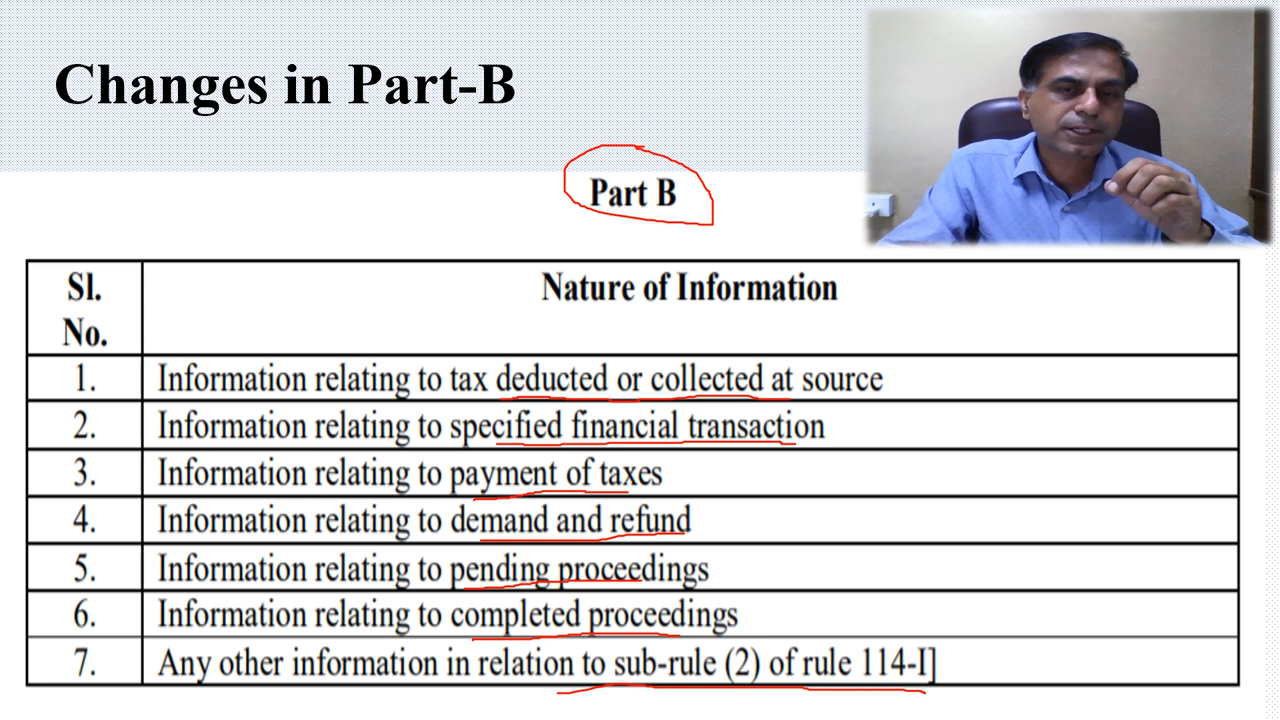 Changes in Part-B
Part B
Sl. No. Nature of Information
1. Information relating to tax deducted or collected at source
2. Information relating to specified financial transaction
3. Information relating to payment of taxes
4. Information relating to demand and refund
5. Information relating to pending proceedings
6. Information relating to completed proceedings
7. Any other information in relation to sub-rule (2) of rule 114-I]